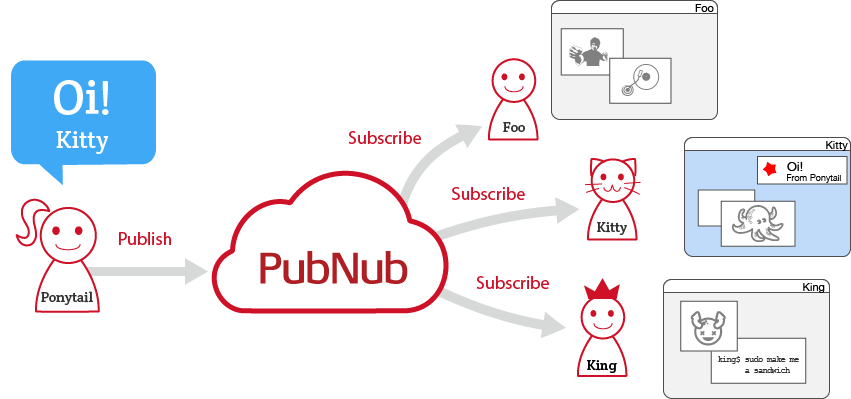 Oi!
Kitty
Ponytail
Publish
PubNub
Subscribe
Foo
Foo
Subscribe
Kitty
Kitty
Oi!
From Ponytail
Subscribe
King
King
king$ sudo make me
a sandwich